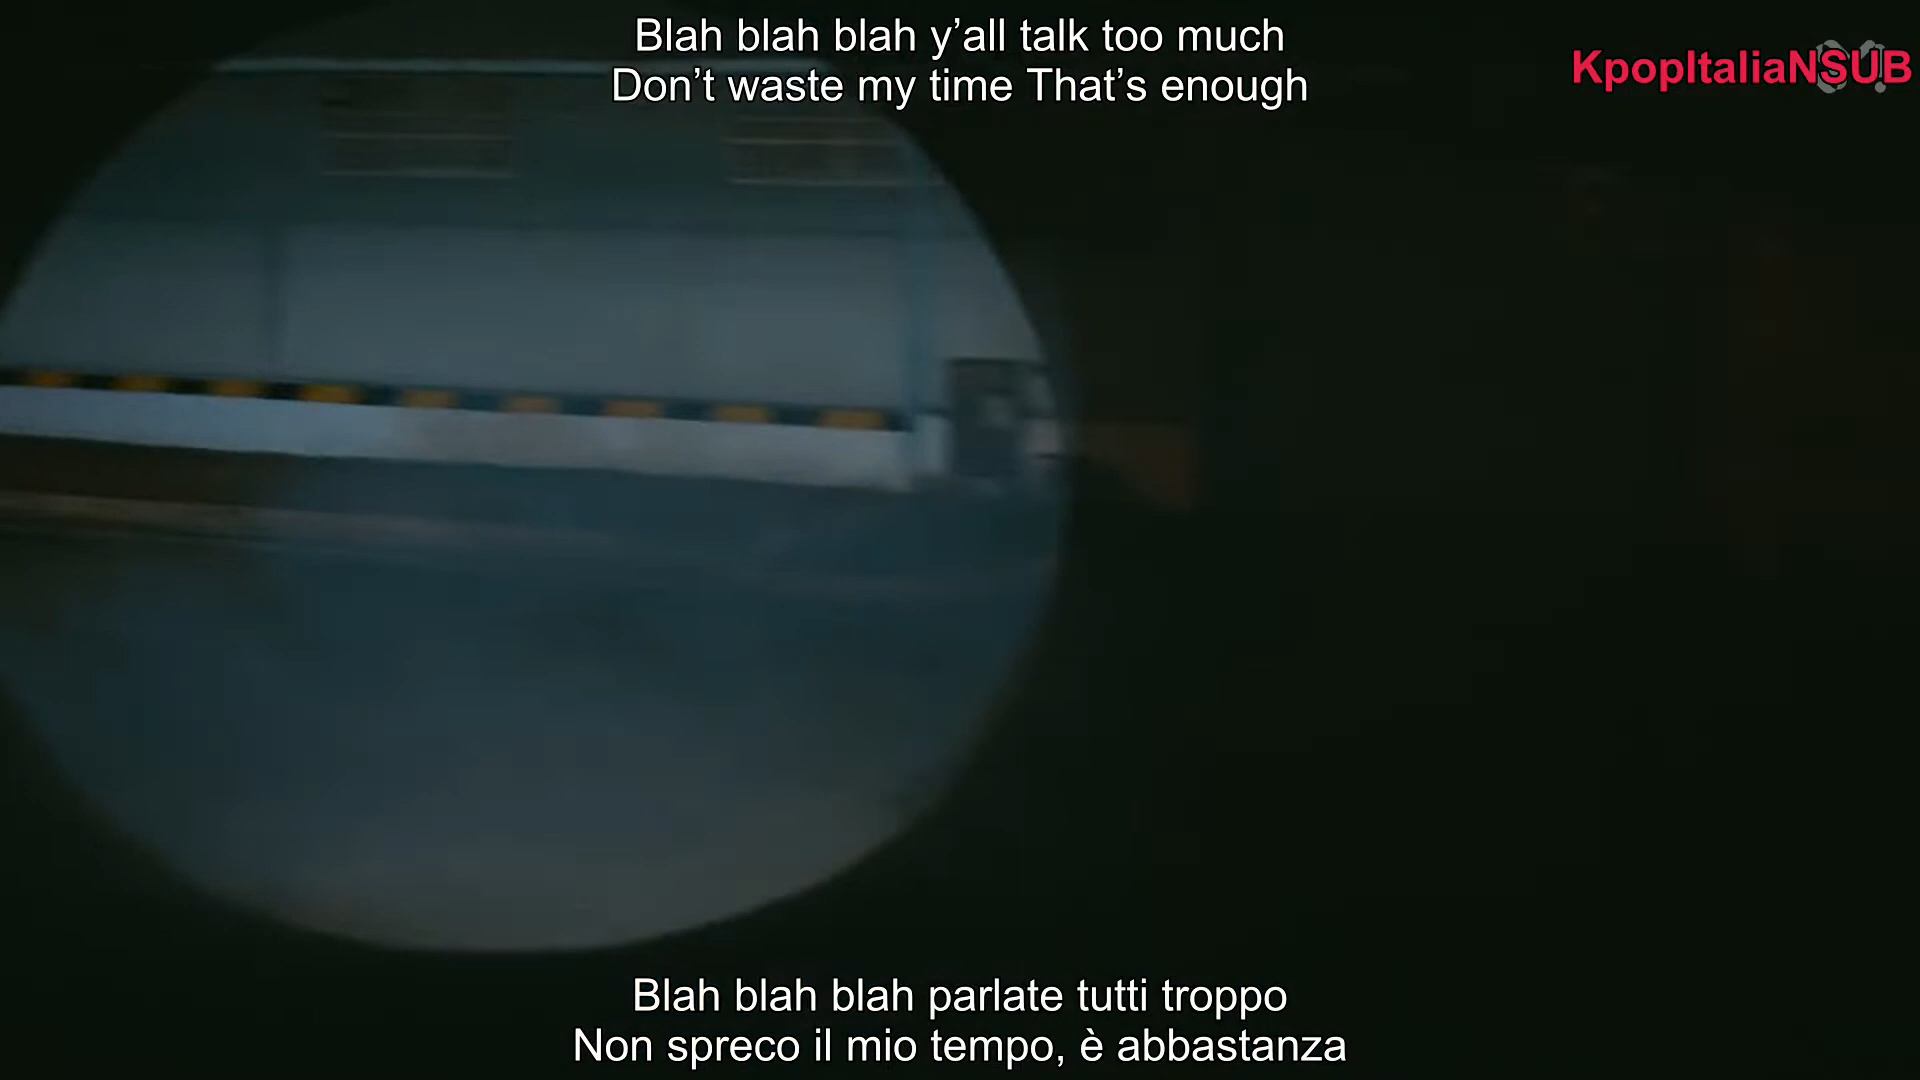 Blah blah blah y’all talk too much
Don’t waste my time That’s enough
KpopItaliaNSUB
Blah blah blah parlate tutti troppo
Non spreco il mio tempo, è abbastanza